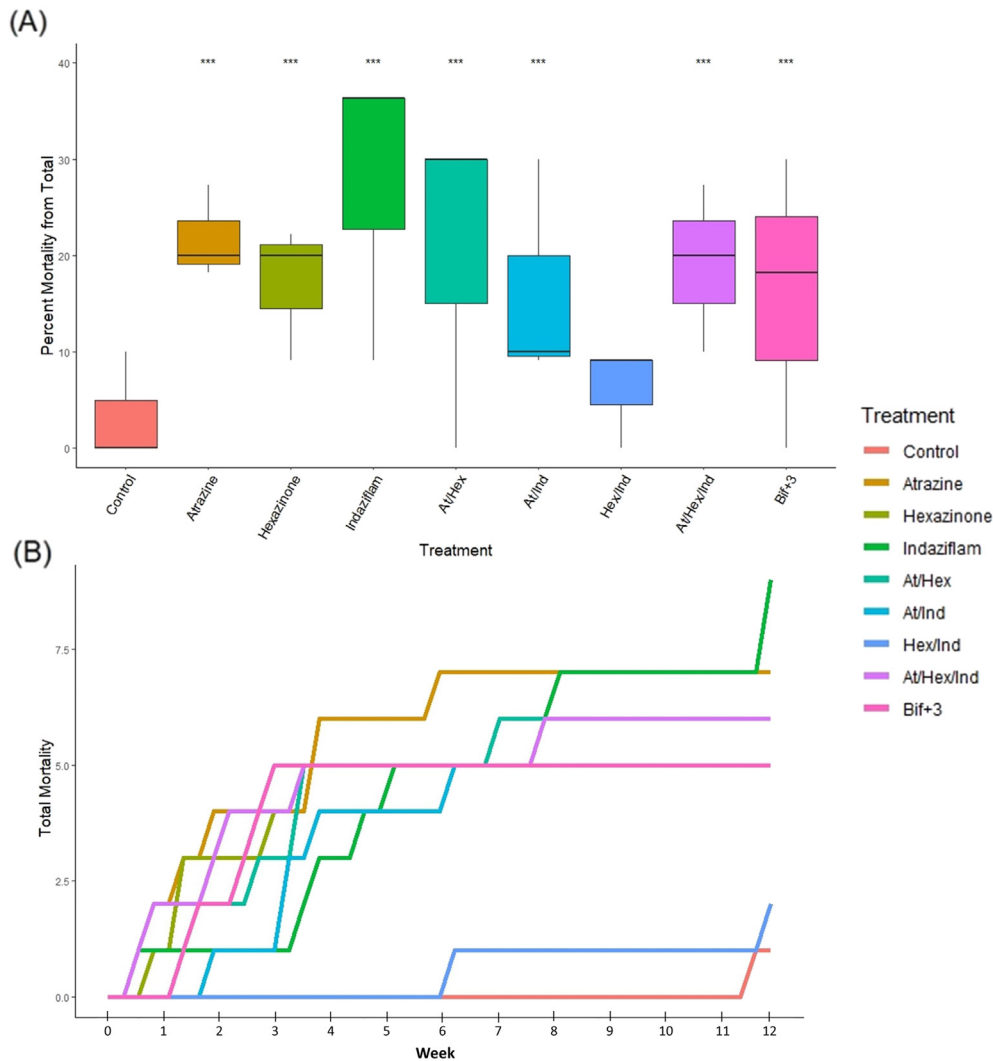 (A)
40
30
20
10
0
Percent Mortality from Total
*** *** *** *** *** *** ***
Control Atrazine Hexazinone Indaziflam At/Hex At/Ind Hex/Ind At/Hex/Ind Bif+3
Treatment
Treatment
Control
Atrazine
Hexazinone
Indaziflam
At/Hex
At/Ind
Hex/Ind
At/Hex/Ind
Bif+3
(B)
7.5
5.0
2.5
0.0
Total Mortality
0 1 2 3 4 5 6 7 8 9 10 11 12
Week